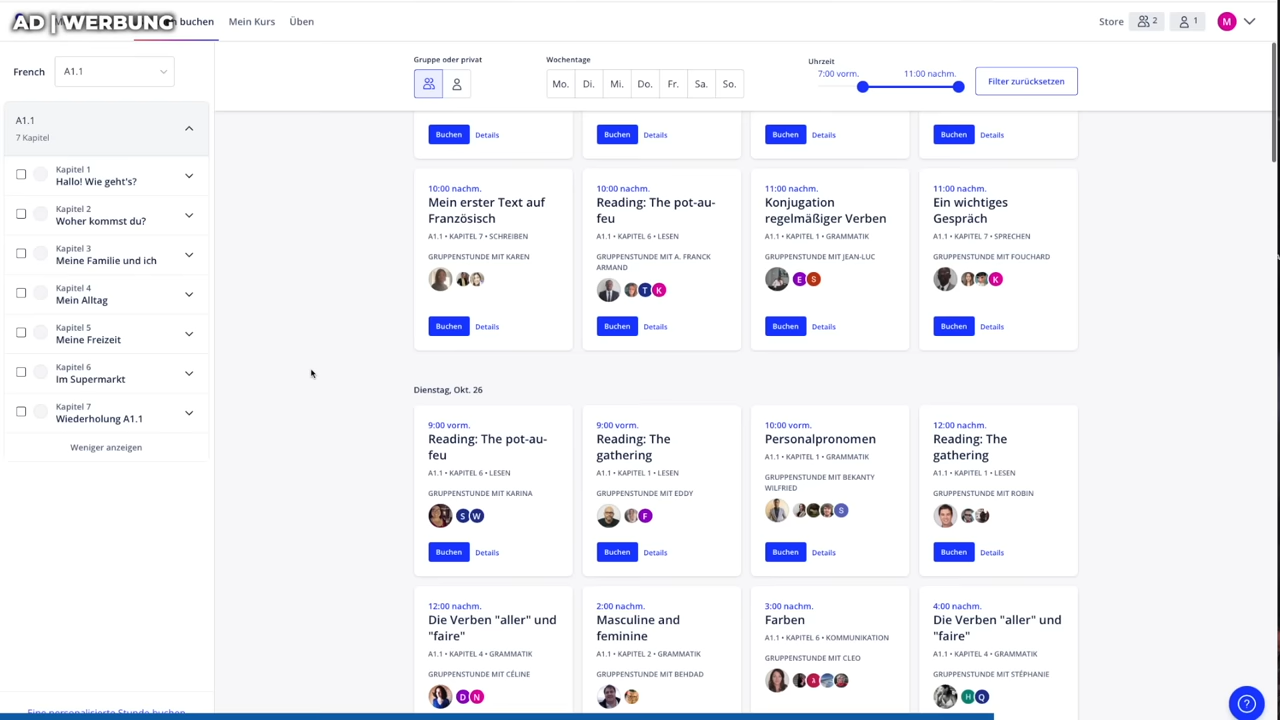 AD | WERBUNG
buchen
Mein Kurs
Üben
Store
2
1
M
French
A1.1
Gruppe oder privat
Wochentage
Mo.
Di.
Mi.
Do.
Fr.
Sa.
So.
Uhrzeit
7:00 vorm.
11:00 nachm.
Filter zurücksetzen
A1.1
7 Kapitel
Kapitel 1
Hallo! Wie geht's?
Kapitel 2
Woher kommst du?
Kapitel 3
Meine Familie und ich
Kapitel 4
Mein Alltag
Kapitel 5
Meine Freizeit
Kapitel 6
Im Supermarkt
Kapitel 7
Wiederholung A1.1
Weniger anzeigen
Eine personalisierte Stunde buchen
Buchen Details
Buchen Details
Buchen Details
Buchen Details
10:00 nachm.
Mein erster Text auf
Französisch
A1.1 • KAPITEL 7 • SCHREIBEN
GRUPPENSTUNDE MIT KAREN
Buchen Details
10:00 nachm.
Reading: The pot-au-
feu
A1.1 • KAPITEL 6 • LESEN
GRUPPENSTUNDE MIT A. FRANCK
ARMAND
T K
Buchen Details
11:00 nachm.
Konjugation
regelmäßiger Verben
A1.1 • KAPITEL 1 • GRAMMATIK
GRUPPENSTUNDE MIT JEAN-LUC
E S
Buchen Details
11:00 nachm.
Ein wichtiges
Gespräch
A1.1 • KAPITEL 7 • SPRECHEN
GRUPPENSTUNDE MIT FOUCHARD
K
Buchen Details
Dienstag, Okt. 26
9:00 vorm.
Reading: The pot-au-
feu
A1.1 • KAPITEL 6 • LESEN
GRUPPENSTUNDE MIT KARINA
S W
Buchen Details
9:00 vorm.
Reading: The
gathering
A1.1 • KAPITEL 1 • LESEN
GRUPPENSTUNDE MIT EDDY
F
Buchen Details
10:00 vorm.
Personalpronomen
A1.1 • KAPITEL 1 • GRAMMATIK
GRUPPENSTUNDE MIT BEKANTY
WILFRIED
S
Buchen Details
12:00 nachm.
Reading: The
gathering
A1.1 • KAPITEL 1 • LESEN
GRUPPENSTUNDE MIT ROBIN
Buchen Details
12:00 nachm.
Die Verben "aller" und
"faire"
A1.1 • KAPITEL 4 • GRAMMATIK
GRUPPENSTUNDE MIT CÉLINE
D N
2:00 nachm.
Masculine and
feminine
A1.1 • KAPITEL 2 • GRAMMATIK
GRUPPENSTUNDE MIT BEHDAD
3:00 nachm.
Farben
A1.1 • KAPITEL 6 • KOMMUNIKATION
GRUPPENSTUNDE MIT CLEO
A
4:00 nachm.
Die Verben "aller" und
"faire"
A1.1 • KAPITEL 4 • GRAMMATIK
GRUPPENSTUNDE MIT STÉPHANIE
H Q
?